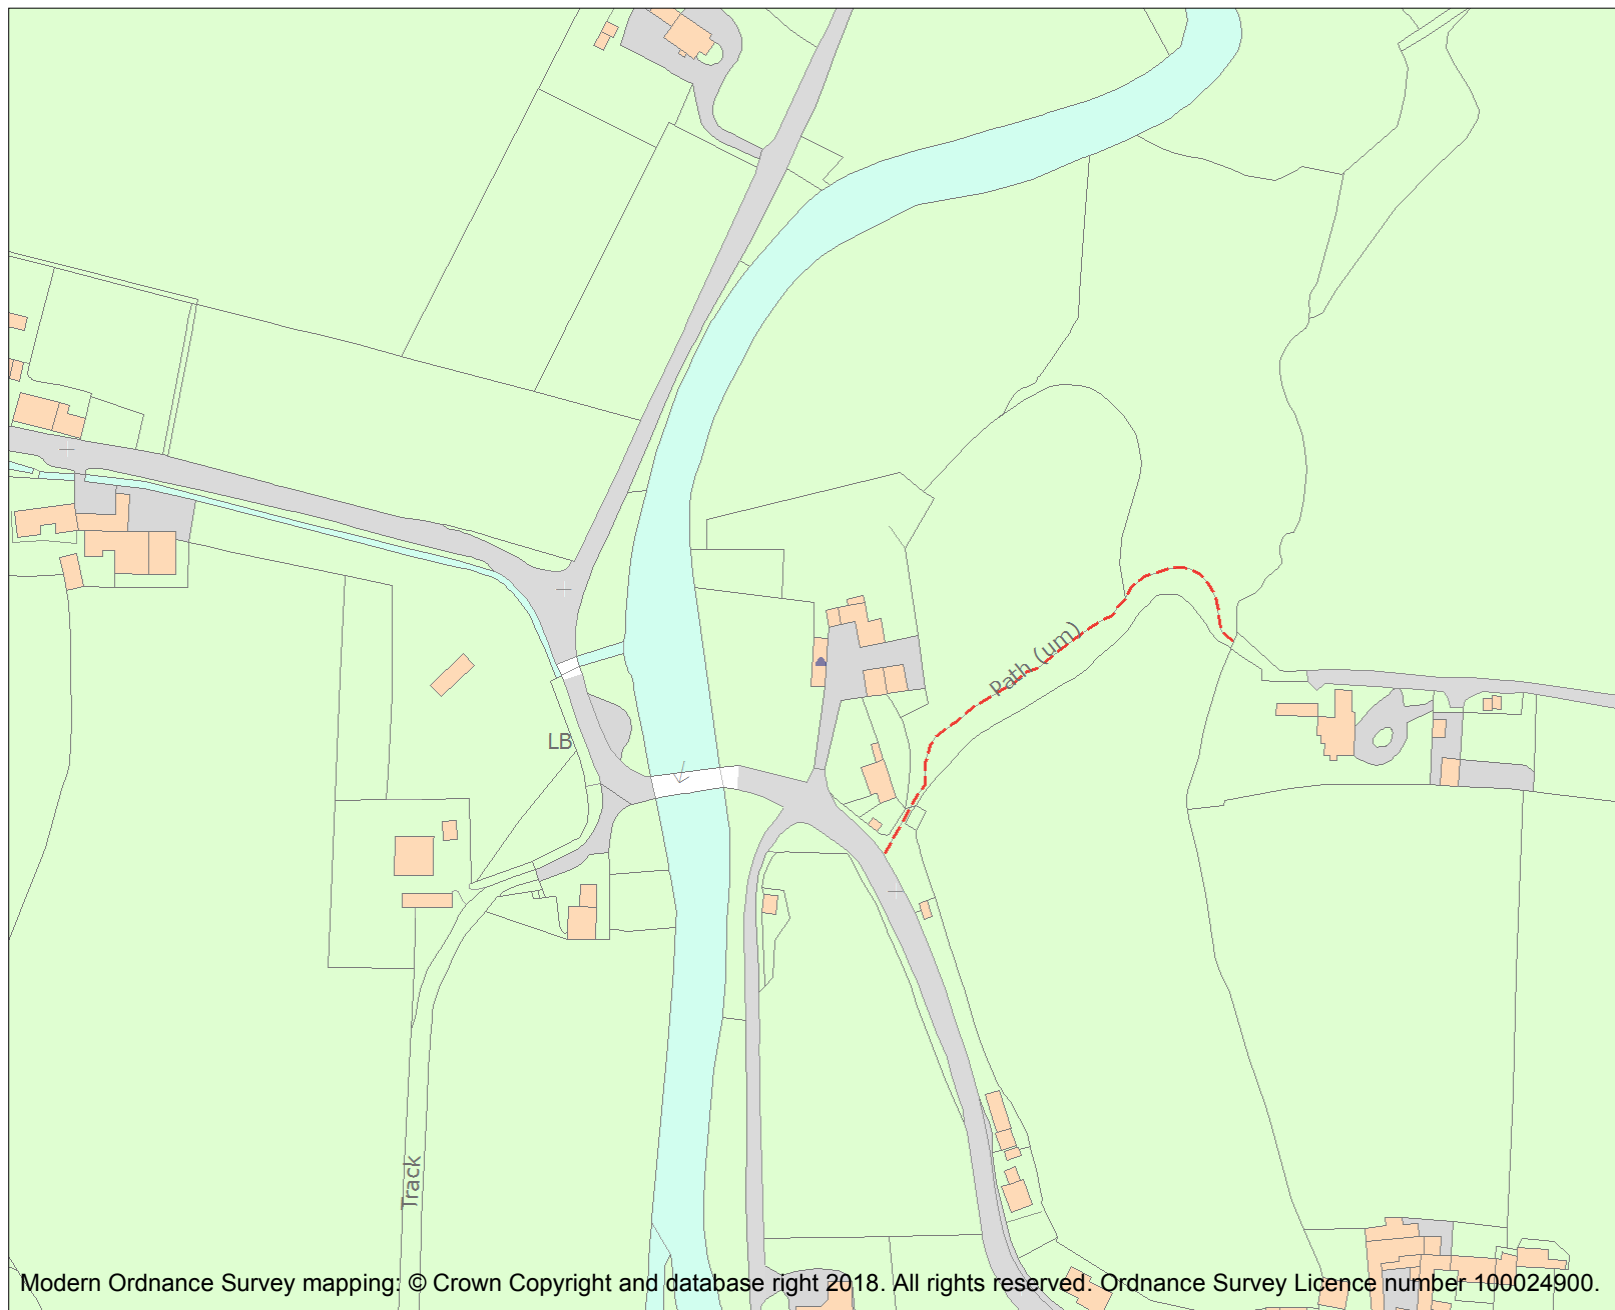 Path (um)
LB
Track
Modern Ordnance Survey mapping: © Crown Copyright and database right 2018. All rights reserved. Ordnance Survey Licence number 100024900.